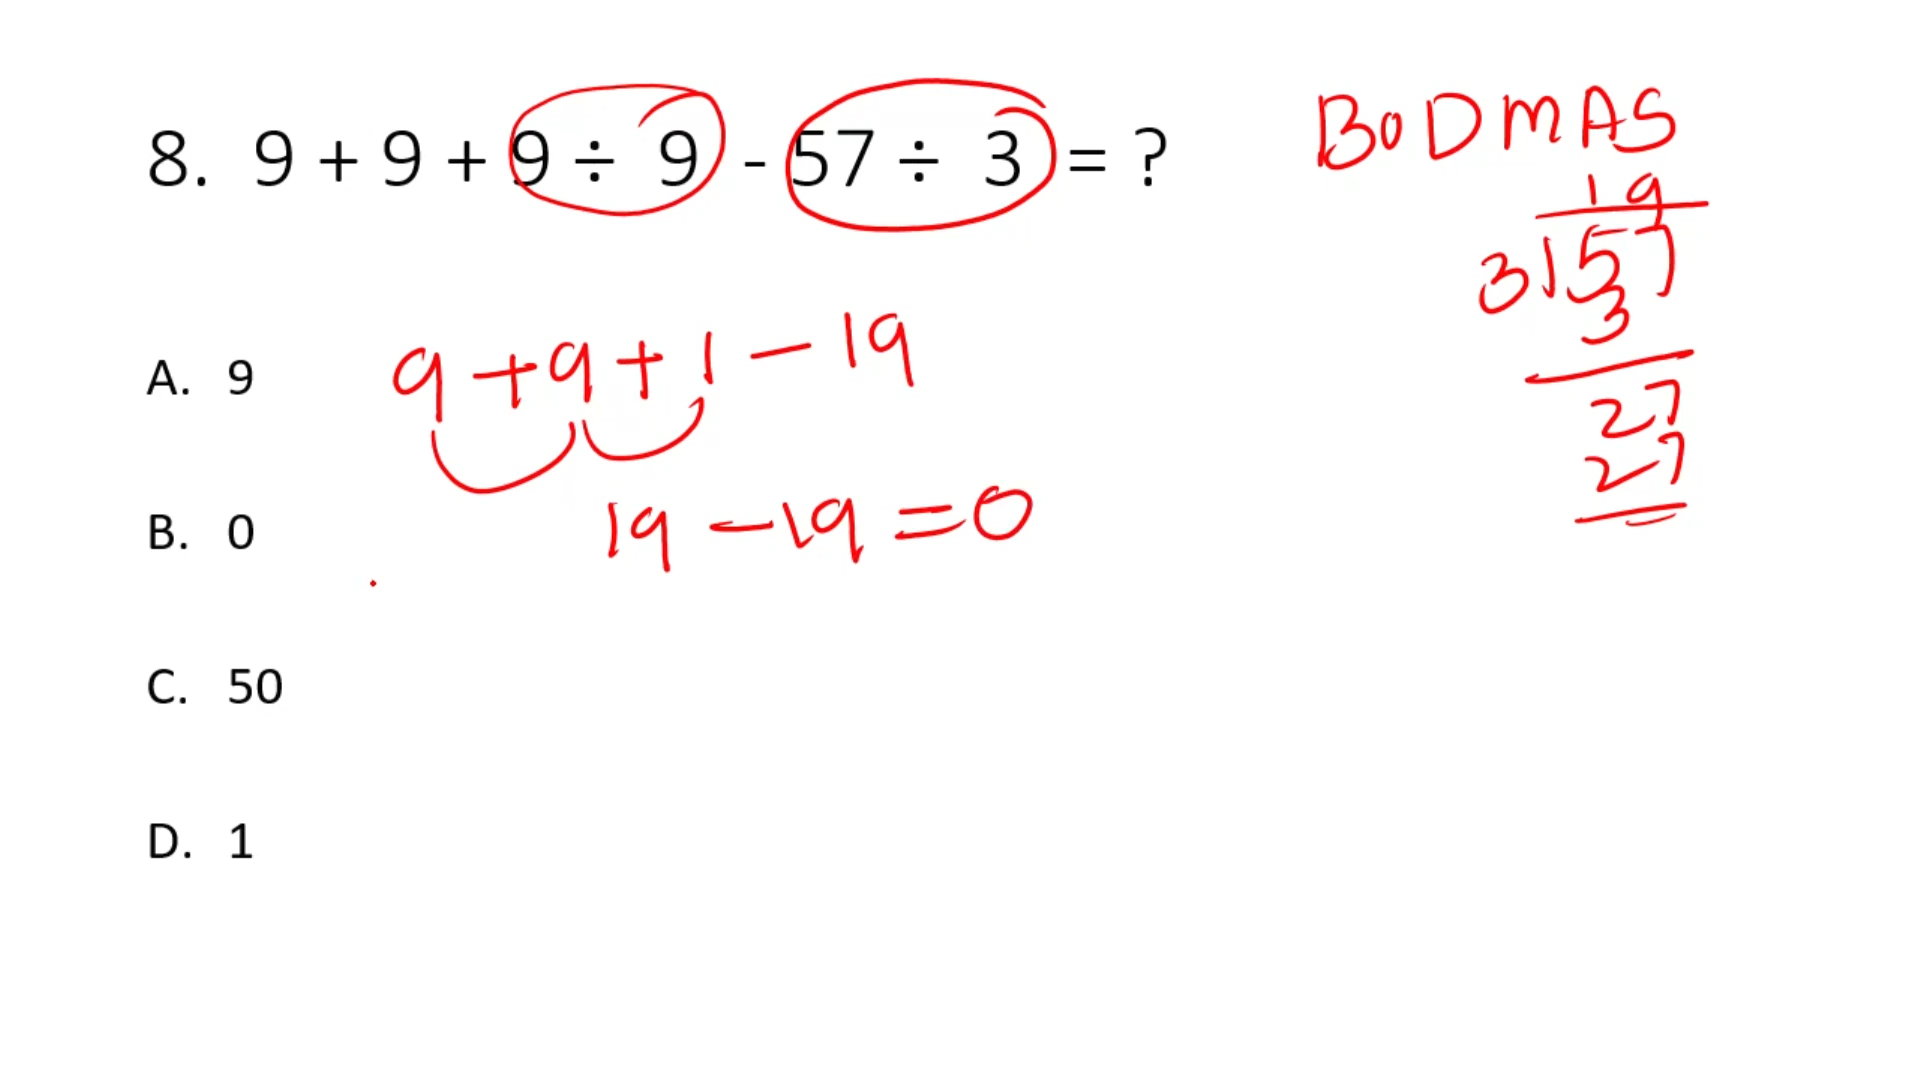 8. 9 + 9 + 9 ÷ 9 - 57 ÷ 3 = ?
BODMAS
19
3 57
3
27
27
A. 9
9 + 9 + 1 - 19
B. 0
19 - 19 = 0
C. 50
D. 1